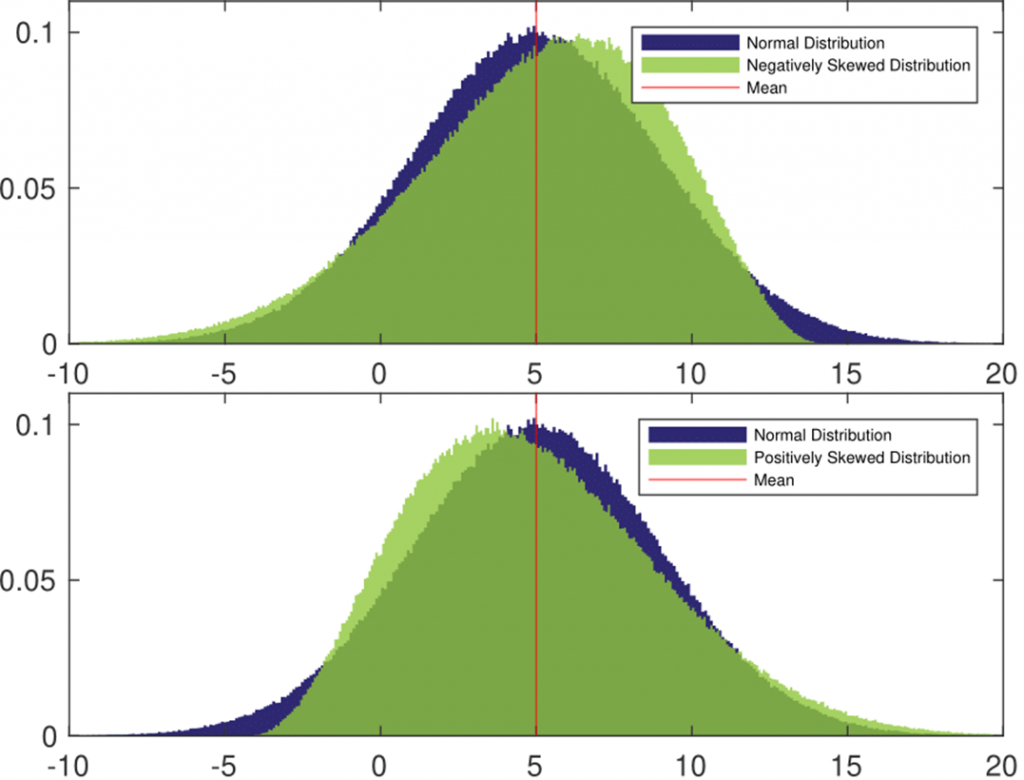 0.1
Normal Distribution
Negatively Skewed Distribution
Mean
0.05
0
-10 -5 0 5 10 15 20
0.1
Normal Distribution
Positively Skewed Distribution
Mean
0.05
0
-10 -5 0 5 10 15 20